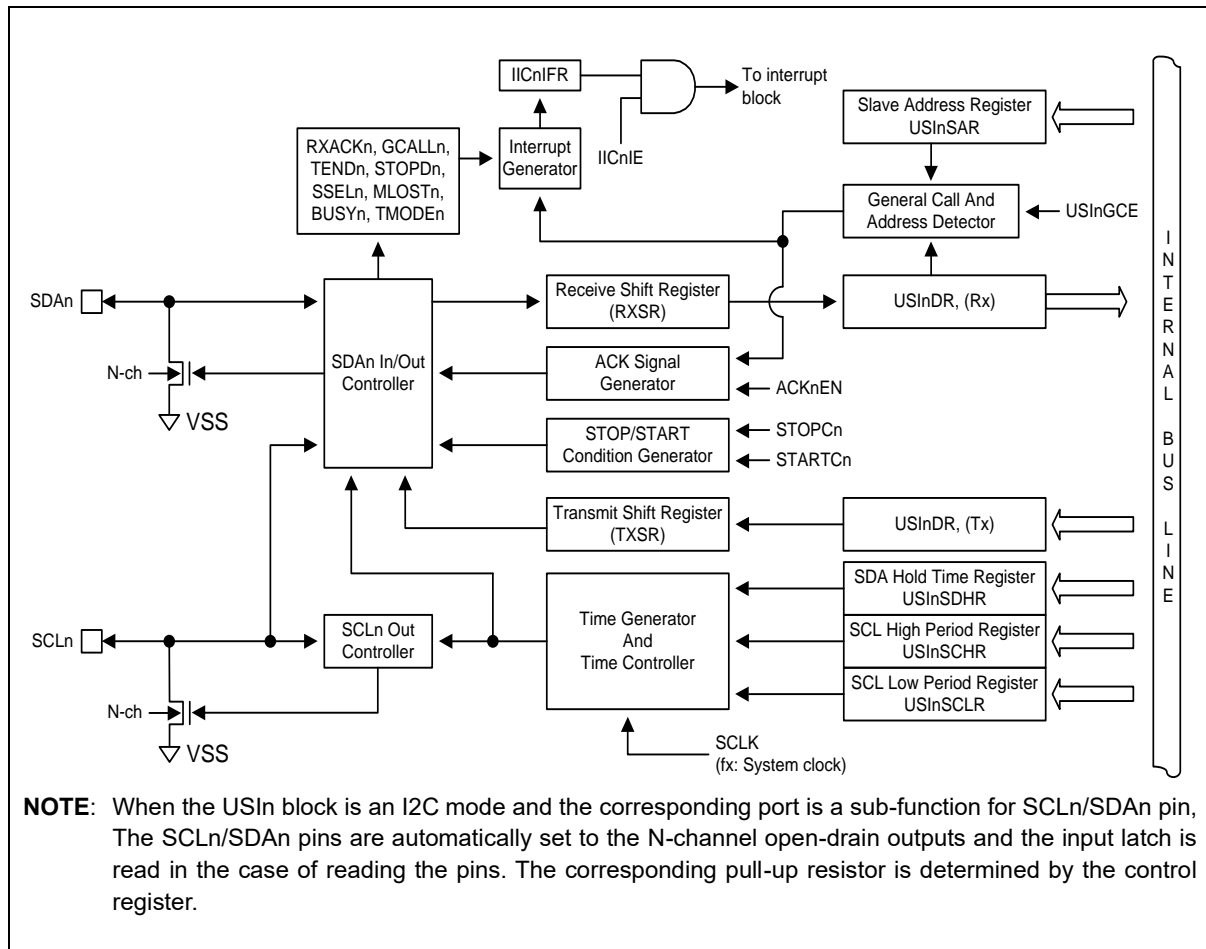 IICnIFR
To interrupt
block
IICnIE
Slave Address Register
USInSAR
RXACKn, GCALLn,
TENDn, STOPDn,
SSELn, MLOSTn,
BUSYn, TMODEn
Interrupt
Generator
General Call And
Address Detector
USInGCE
SDAn
N-ch
VSS
SDAn In/Out
Controller
Receive Shift Register
(RXSR)
USInDR, (Rx)
ACK Signal
Generator
ACKnEN
STOP/START
Condition Generator
STOPCn
STARTCn
Transmit Shift Register
(TXSR)
USInDR, (Tx)
SCLn
N-ch
VSS
SCLn Out
Controller
Time Generator
And
Time Controller
SDA Hold Time Register
USInSDHR
SCL High Period Register
USInSCHR
SCL Low Period Register
USInSCLR
SCLK
(fx: System clock)
INTERNAL BUS LINE
NOTE: When the USIn block is an I2C mode and the corresponding port is a sub-function for SCLn/SDAn pin,
The SCLn/SDAn pins are automatically set to the N-channel open-drain outputs and the input latch is
read in the case of reading the pins. The corresponding pull-up resistor is determined by the control
register.